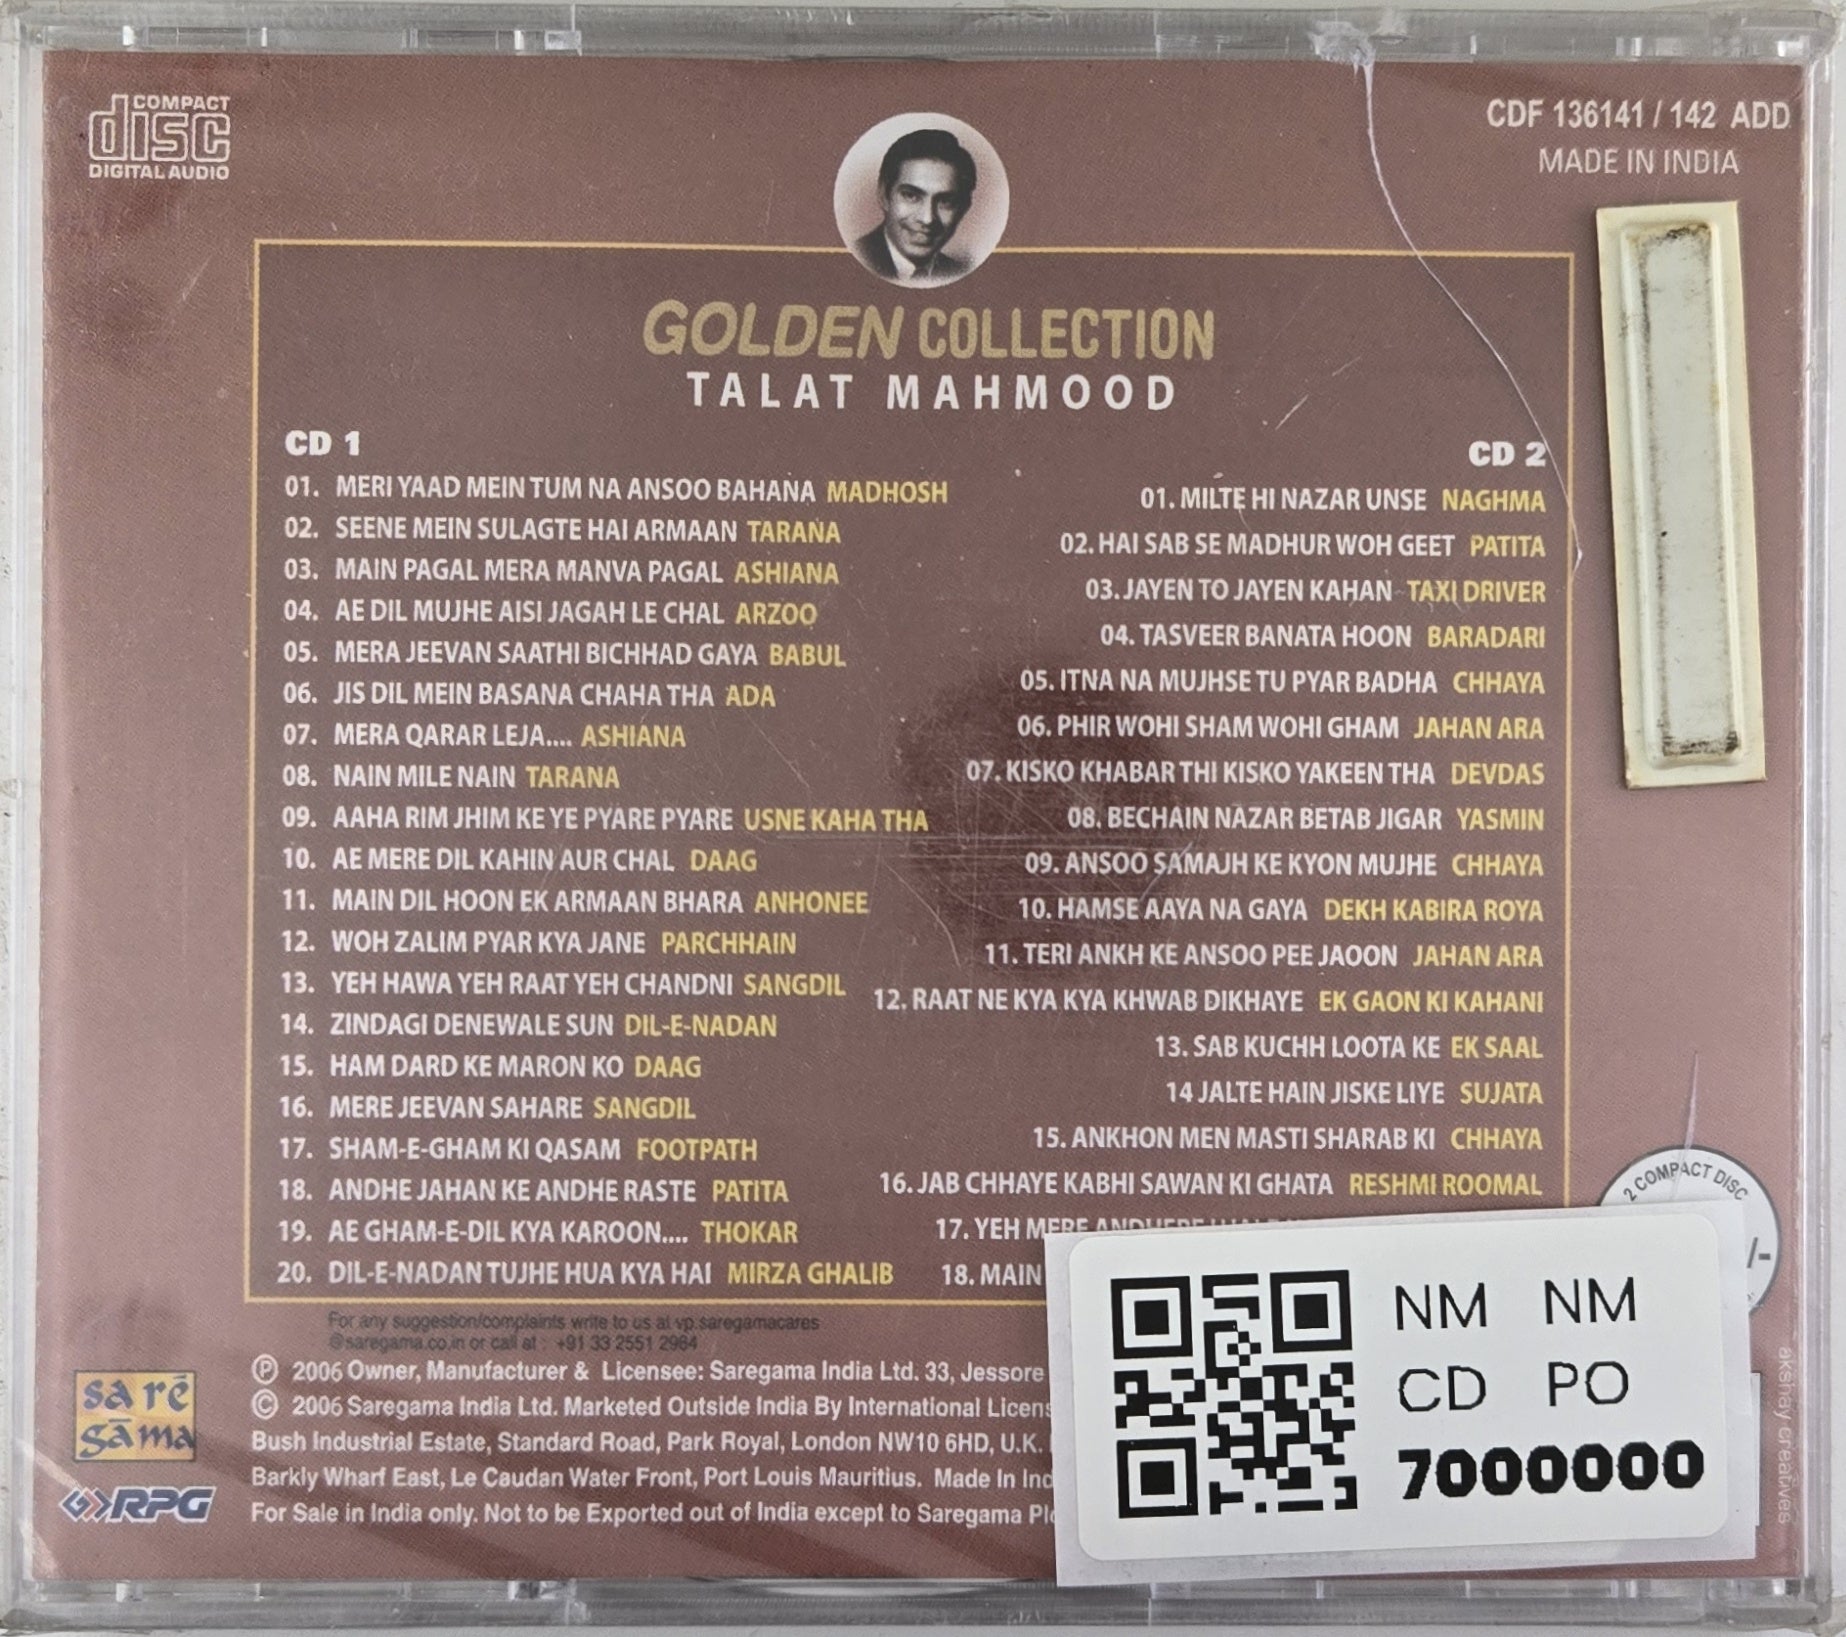 COMPACT
disc
DIGITAL AUDIO
CDF 136141 / 142 ADD
MADE IN INDIA
GOLDEN COLLECTION
TALAT MAHMOOD
CD 1
01. MERI YAAD MEIN TUM NA ANSOO BAHANA MADHOSH
02. SEENE MEIN SULAGTE HAI ARMAAN TARANA
03. MAIN PAGAL MERA MANVA PAGAL ASHIANA
04. AE DIL MUJHE AISI JAGAH LE CHAL ARZOO
05. MERA JEEVAN SAATHI BICHHAD GAYA BABUL
06. JIS DIL MEIN BASANA CHAHA THA ADA
07. MERA QARAR LEJA.... ASHIANA
08. NAIN MILE NAIN TARANA
09. AAHA RIM JHIM KE YE PYARE PYARE USNE KAHA THA
10. AE MERE DIL KAHIN AUR CHAL DAAG
11. MAIN DIL HOON EK ARMAAN BHARA ANHONEE
12. WOH ZALIM PYAR KYA JANE PARCHHAIN
13. YEH HAWA YEH RAAT YEH CHANDNI SANGDIL
14. ZINDAGI DENEWALE SUN DIL-E-NADAN
15. HAM DARD KE MARON KO DAAG
16. MERE JEEVAN SAHARE SANGDIL
17. SHAM-E-GHAM KI QASAM FOOTPATH
18. ANDHE JAHAN KE ANDHE RASTE PATITA
19. AE GHAM-E-DIL KYA KAROON.... THOKAR
20. DIL-E-NADAN TUJHE HUA KYA HAI MIRZA GHALIB
CD 2
01. MILTE HI NAZAR UNSE NAGHMA
02. HAI SAB SE MADHUR WOH GEET PATITA
03. JAYEN TO JAYEN KAHAN TAXI DRIVER
04. TASVEER BANATA HOON BARADARI
05. ITNA NA MUJHSE TU PYAR BADHA CHHAYA
06. PHIR WOHI SHAM WOHI GHAM JAHAN ARA
07. KISKO KHABAR THI KISKO YAKEEN THA DEVDAS
08. BECHAIN NAZAR BETAB JIGAR YASMIN
09. ANSOO SAMAJH KE KYON MUJHE CHHAYA
10. HAMSE AAYA NA GAYA DEKH KABIRA ROYA
11. TERI ANKH KE ANSOO PEE JAOON JAHAN ARA
12. RAAT NE KYA KYA KHWAB DIKHAYE EK GAON KI KAHANI
13. SAB KUCHH LOOTA KE EK SAAL
14 JALTE HAIN JISKE LIYE SUJATA
15. ANKHON MEN MASTI SHARAB KI CHHAYA
16. JAB CHHAYE KABHI SAWAN KI GHATA RESHMI ROOMAL
17. YEH MERE
18. MAIN
2 COMPACT DISC
/-
For any suggestion/complaints write to us at vp.saregamacares
@saregama.co.in or call at : +91 33 2551 2984
Ⓟ 2006 Owner, Manufacturer & Licensee: Saregama India Ltd. 33, Jessore
© 2006 Saregama India Ltd. Marketed Outside India By International
Bush Industrial Estate, Standard Road, Park Royal, London NW10 6HD, U.K.
Barkly Wharf East, Le Caudan Water Front, Port Louis Mauritius. Made In
For Sale in India only. Not to be Exported out of India except to Saregama
sa rē
gāma
RPG
NM NM
CD PO
7000000
akshay creatives